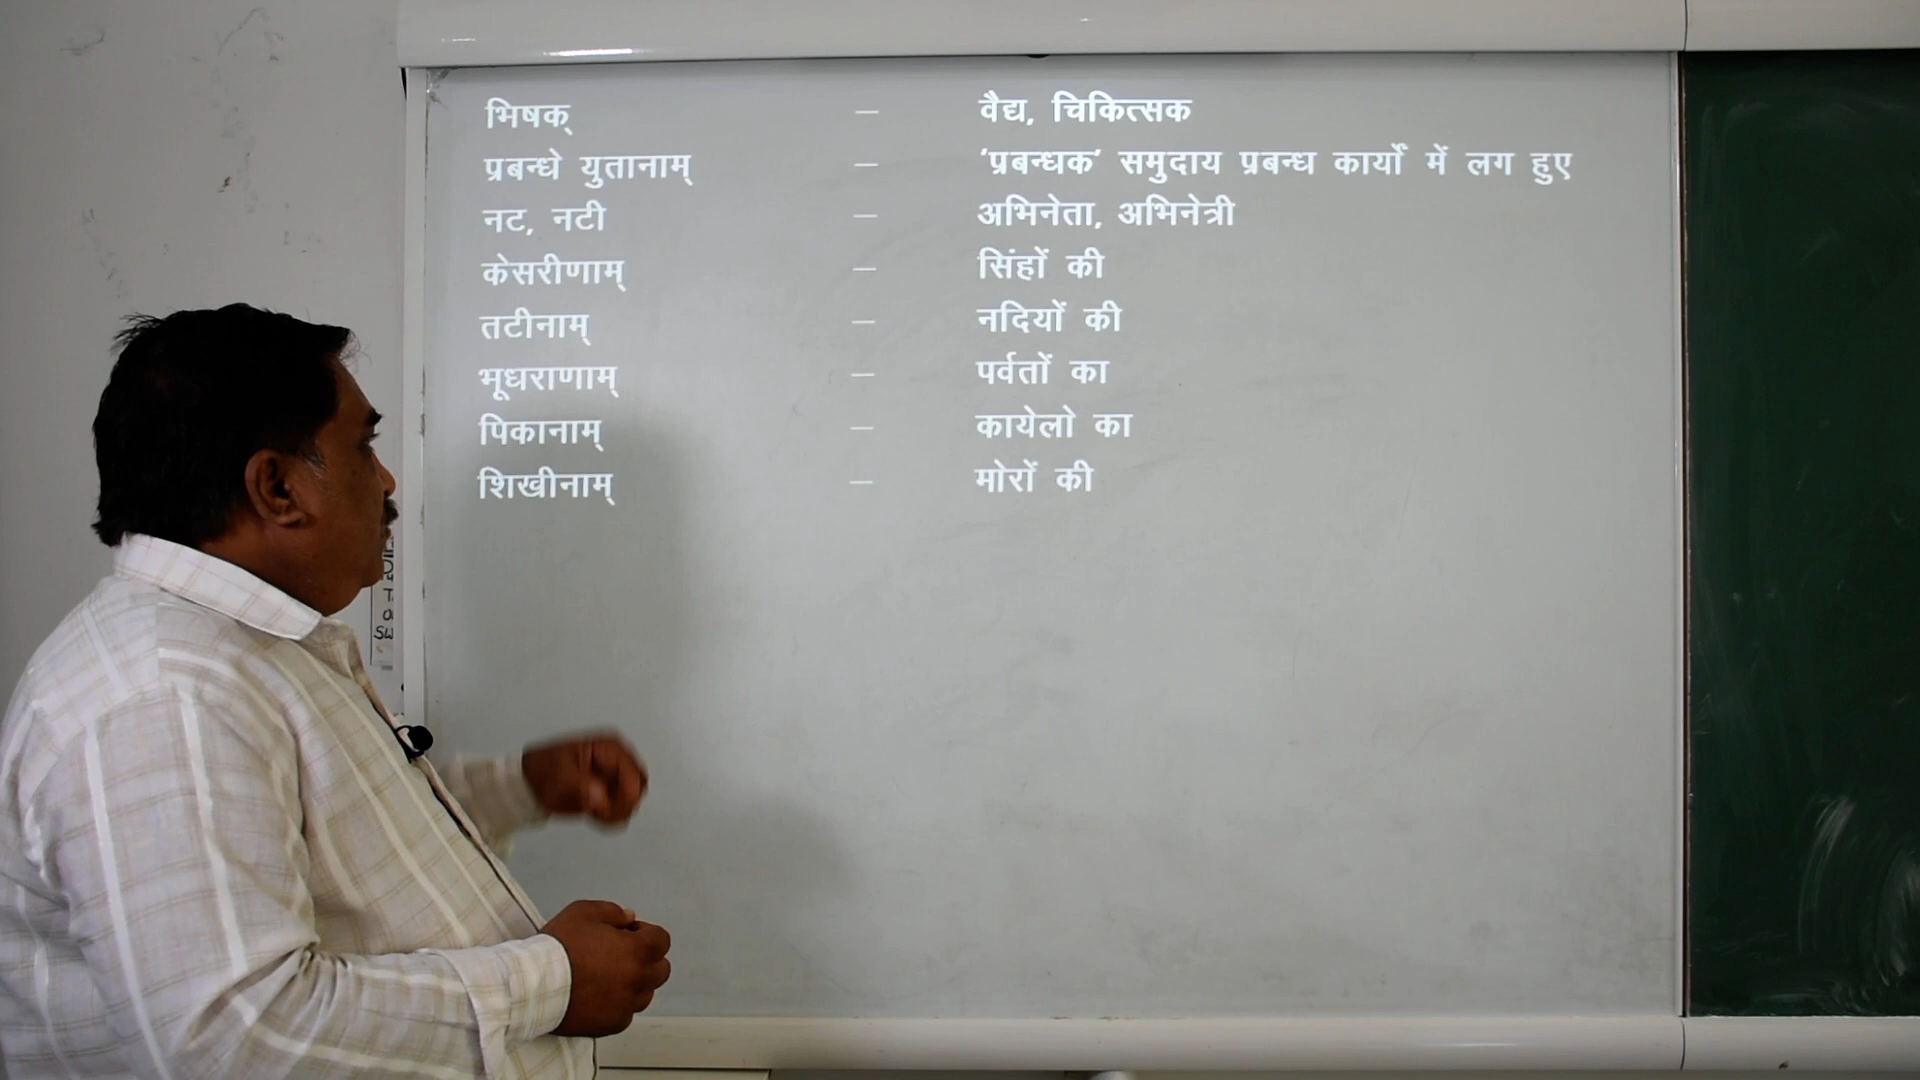 भिषक् – वैद्य, चिकित्सक
प्रबन्धे युतानाम् – 'प्रबन्धक' समुदाय प्रबन्ध कार्यों में लग हुए
नट, नटी – अभिनेता, अभिनेत्री
केसरीणाम् – सिंहों की
तटीनाम् – नदियों की
भूधराणाम् – पर्वतों का
पिकानाम् – कायेलो का
शिखीनाम् – मोरों की